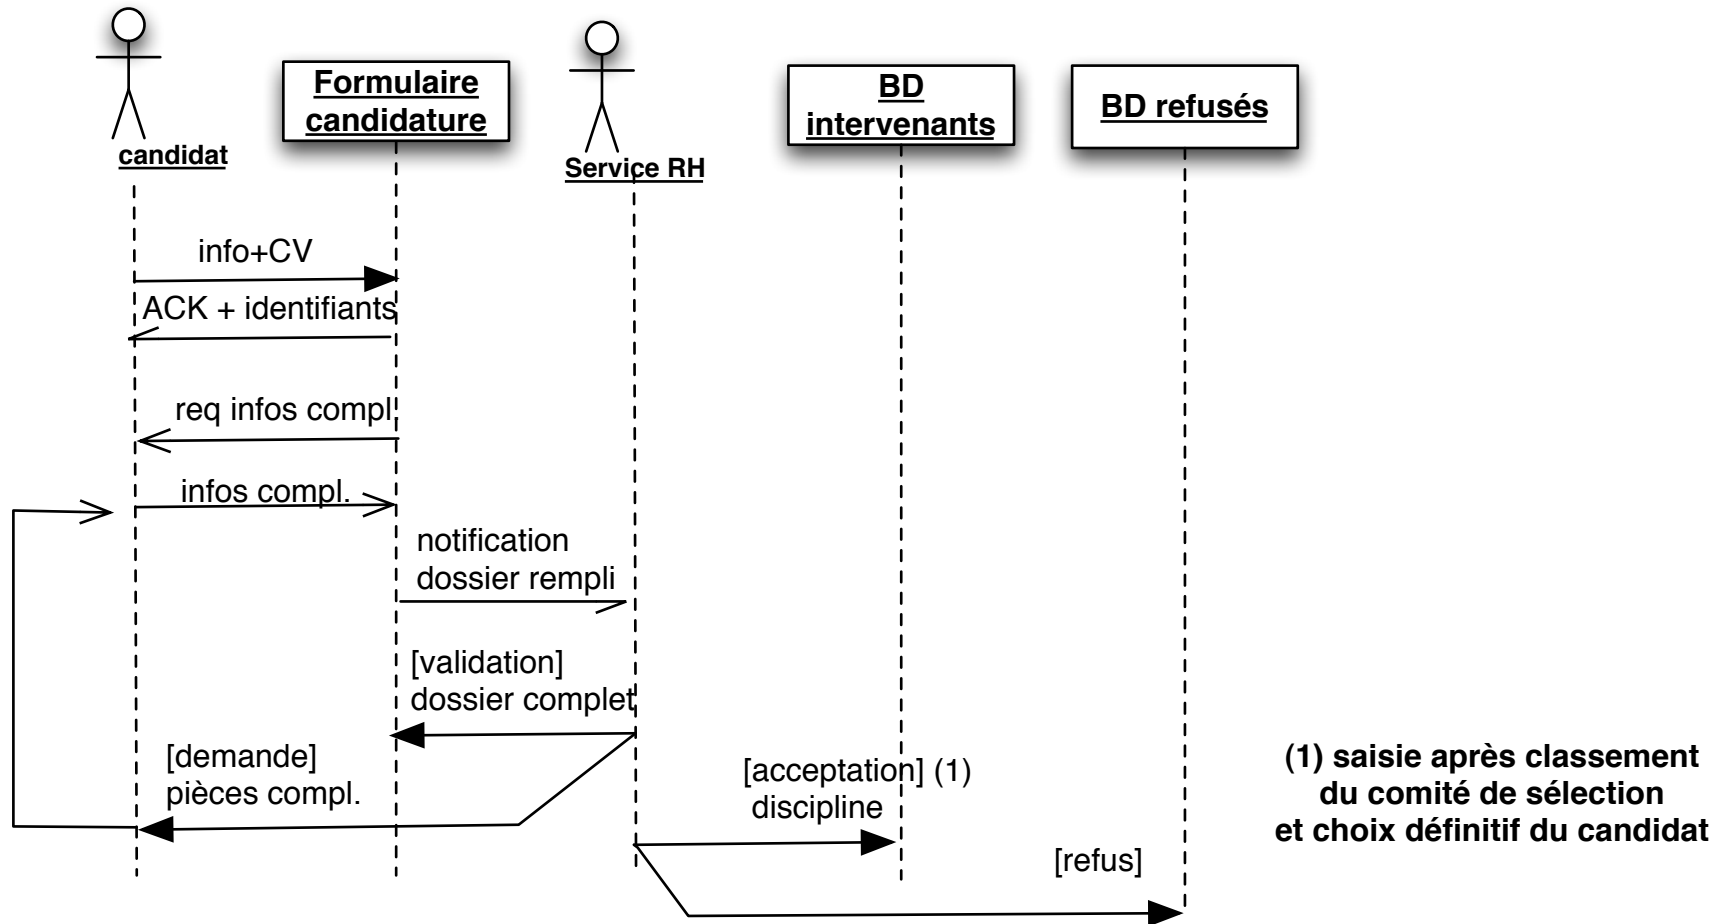 candidat
Formulaire
candidature
Service RH
BD
intervenants
BD refusés
info+CV
ACK + identifiants
req infos compl.
infos compl.
notification
dossier rempli
[validation]
dossier complet
[demande]
pièces compl.
[acceptation] (1)
discipline
[refus]
(1) saisie après classement
du comité de sélection
et choix définitif du candidat